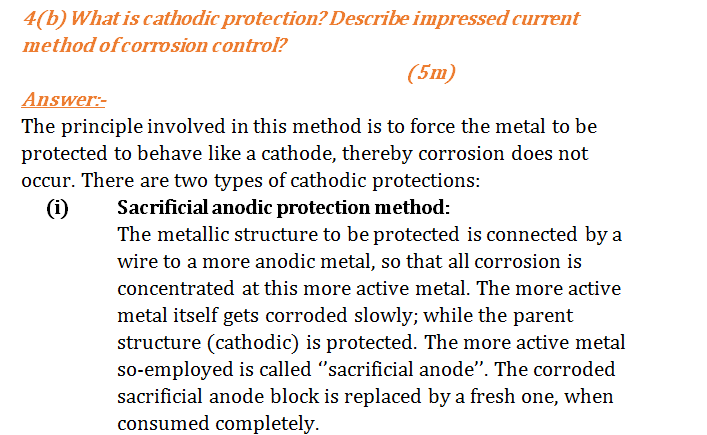 4(b) What is cathodic protection? Describe impressed current
method of corrosion control?
(5m)
Answer:-
The principle involved in this method is to force the metal to be
protected to behave like a cathode, thereby corrosion does not
occur. There are two types of cathodic protections:
(i) Sacrificial anodic protection method:
The metallic structure to be protected is connected by a
wire to a more anodic metal, so that all corrosion is
concentrated at this more active metal. The more active
metal itself gets corroded slowly; while the parent
structure (cathodic) is protected. The more active metal
so-employed is called ‘’sacrificial anode”. The corroded
sacrificial anode block is replaced by a fresh one, when
consumed completely.